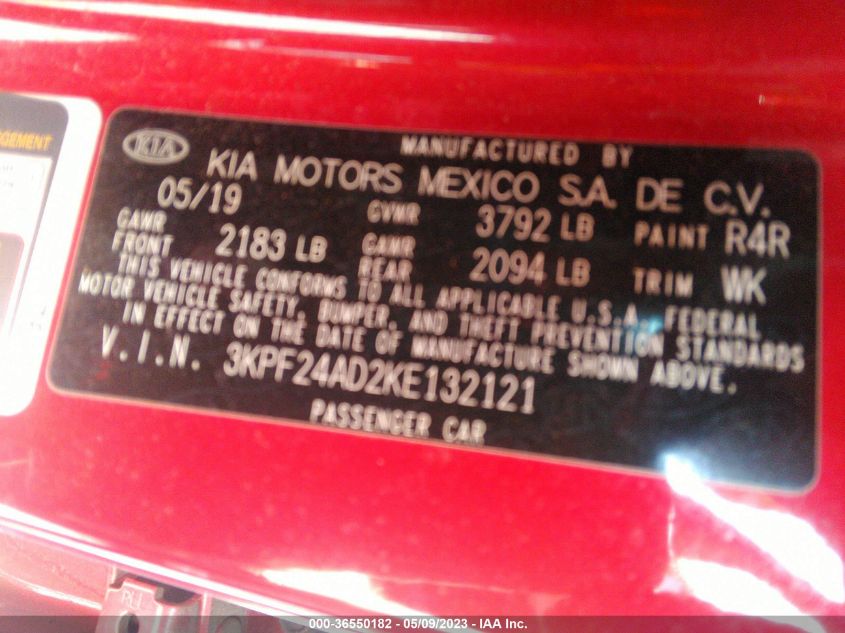 GEMENT
MANUFACTURED BY
KIA KIA MOTORS MEXICO S.A. DE C.V.
05/19 GVWR 3792 LB PAINT R4R
GAWR FRONT 2183 LB GAWR REAR 2094 LB TRIM WK
THIS VEHICLE CONFORMS TO ALL APPLICABLE U.S.A. FEDERAL
MOTOR VEHICLE SAFETY, BUMPER, AND THEFT PREVENTION STANDARDS
IN EFFECT ON THE DATE OF MANUFACTURE SHOWN ABOVE.
V.I.N. 3KPF24AD2KE132121
PASSENGER CAR
000-36550182 - 05/09/2023 - IAA Inc.